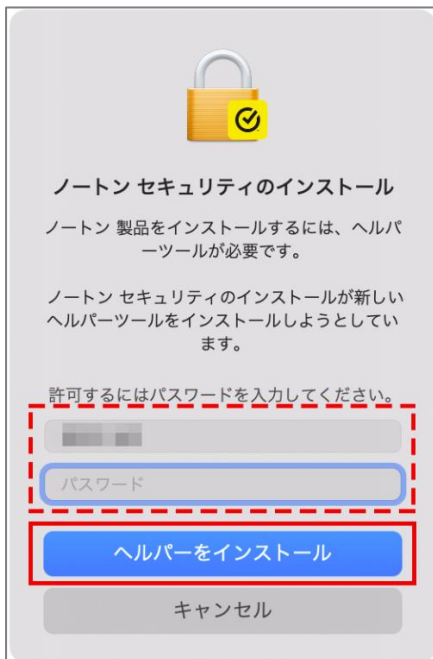 ノートン セキュリティのインストール
ノートン 製品をインストールするには、ヘルパ
ーツールが必要です。
ノートン セキュリティのインストールが新しい
ヘルパーツールをインストールしようとしてい
ます。
許可するにはパスワードを入力してください。
パスワード
ヘルパーをインストール
キャンセル